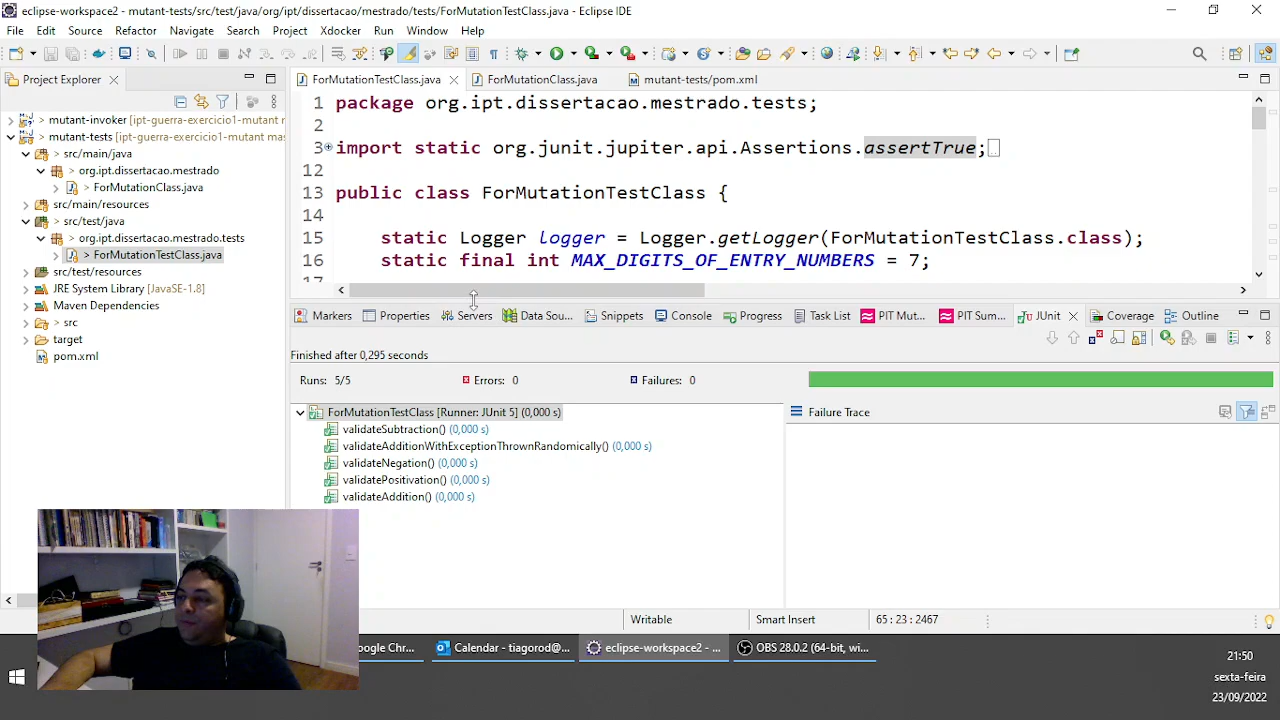 eclipse-workspace2 - mutant-tests/src/test/java/org/ipt/dissertacao/mestrado/tests/ForMutationTestClass.java - Eclipse IDE
File Edit Source Refactor Navigate Search Project Xdocker Run Window Help
Project Explorer
mutant-invoker [ipt-guerra-exercicio1-mutant r
mutant-tests [ipt-guerra-exercicio1-mutant mas
> src/main/java
> org.ipt.dissertacao.mestrado
> ForMutationClass.java
src/main/resources
> src/test/java
> org.ipt.dissertacao.mestrado.tests
> ForMutationTestClass.java
src/test/resources
JRE System Library [JavaSE-1.8]
Maven Dependencies
> src
target
pom.xml
ForMutationTestClass.java
ForMutationClass.java
mutant-tests/pom.xml
1 package org.ipt.dissertacao.mestrado.tests;
2
3 import static org.junit.jupiter.api.Assertions.assertTrue;
12
13 public class ForMutationTestClass {
14
15 static Logger logger = Logger.getLogger(ForMutationTestClass.class);
16 static final int MAX_DIGITS_OF_ENTRY_NUMBERS = 7;
17
Markers Properties Servers Data Sou... Snippets Console Progress Task List PIT Mut... PIT Sum... JUnit Coverage Outline
Finished after 0,295 seconds
Runs: 5/5 Errors: 0 Failures: 0
ForMutationTestClass [Runner: JUnit 5] (0,000 s)
validateSubtraction() (0,000 s)
validateAdditionWithExceptionThrownRandomically() (0,000 s)
validateNegation() (0,000 s)
validatePositivation() (0,000 s)
validateAddition() (0,000 s)
Failure Trace
Writable Smart Insert 65 : 23 : 2467
ogle Chr... Calendar - tiagorod@... eclipse-workspace2 - ... OBS 28.0.2 (64-bit, wi...
21:50
sexta-feira
23/09/2022